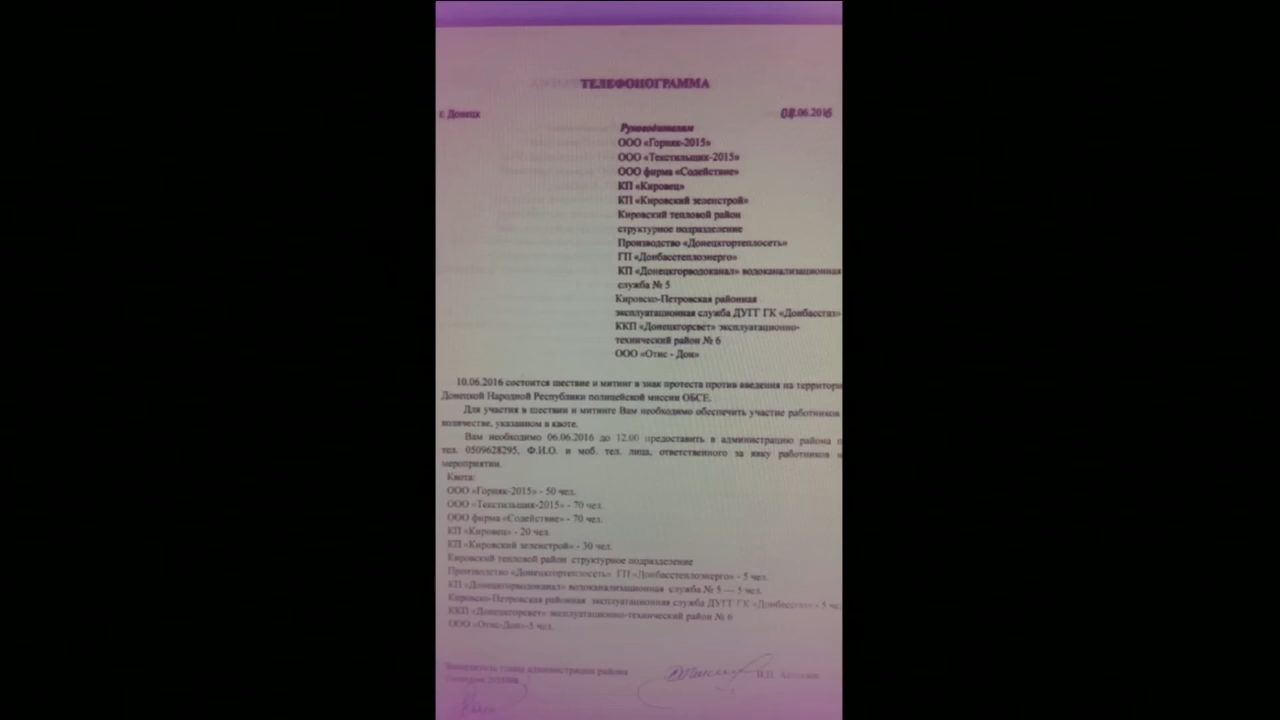 ТЕЛЕФОНОГРАММА
г. Донецк
.06.2016
Руководителям
ООО «Горняк-2015»
ООО «Текстильщик-2015»
ООО фирма «Содействие»
КП «Кировец»
КП «Кировский зеленстрой»
Кировский тепловой район
структурное подразделение
Производство «Донецкгортеплосеть»
ГП «Донбасстеплоэнерго»
КП «Донецкгорводоканал» водоканализационная
служба № 5
Кировско-Петровская районная
эксплуатационная служба ДУГГ ГК «Донбассгаз»
ККП «Донецкгорсвет» эксплуатационно-
технический район № 6
ООО «Отис - Дон»
10.06.2016 состоится шествие и митинг в знак протеста против введения на территори
Донецкой Народной Республики полицейской миссии ОБСЕ.
Для участия в шествии и митинге Вам необходимо обеспечить участие работников
количестве, указанном в квоте.
Вам необходимо 06.06.2016 до 12.00 предоставить в администрацию района п
тел. 0509628295, Ф.И.О. и моб. тел. лица, ответственного за явку работников н
мероприятии.
Квота:
ООО «Горняк-2015» - 50 чел.
ООО «Текстильщик-2015» - 70 чел.
ООО фирма «Содействие» - 70 чел.
КП «Кировец» - 20 чел.
КП «Кировский зеленстрой» - 30 чел.
Кировский тепловой район структурное подразделение
Производство «Донецкгортеплосеть» ГП «Донбасстеплоэнерго» - 5 чел.
КП «Донецкгорводоканал» водоканализационная служба № 5 — 5 чел.
Кировско-Петровская районная эксплуатационная служба ДУГГ ГК «Донбассгаз» - 5 чел
ККП «Донецкгорсвет» эксплуатационно-технический район № 6
ООО «Отис-Дон»-5 чел.
Заместитель главы администрации района